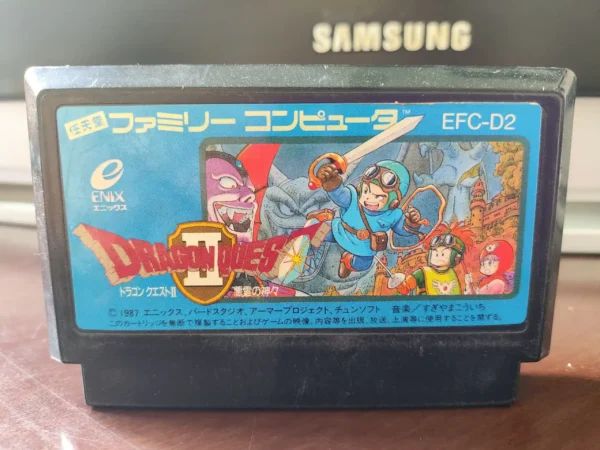 SAMSUNG
任天堂 ファミリー コンピュータ™ EFC-D2
ENIX
エニックス
DRAGON QUEST
II
ドラゴンクエストII 悪霊の神々
© 1987 エニックス、バードスタジオ、アーマープロジェクト、チュンソフト 音楽/すぎやまこういち
このカートリッジを無断で複製することおよびゲームの映像、内容等を出版、放送、上演等に使用することを禁ずる。